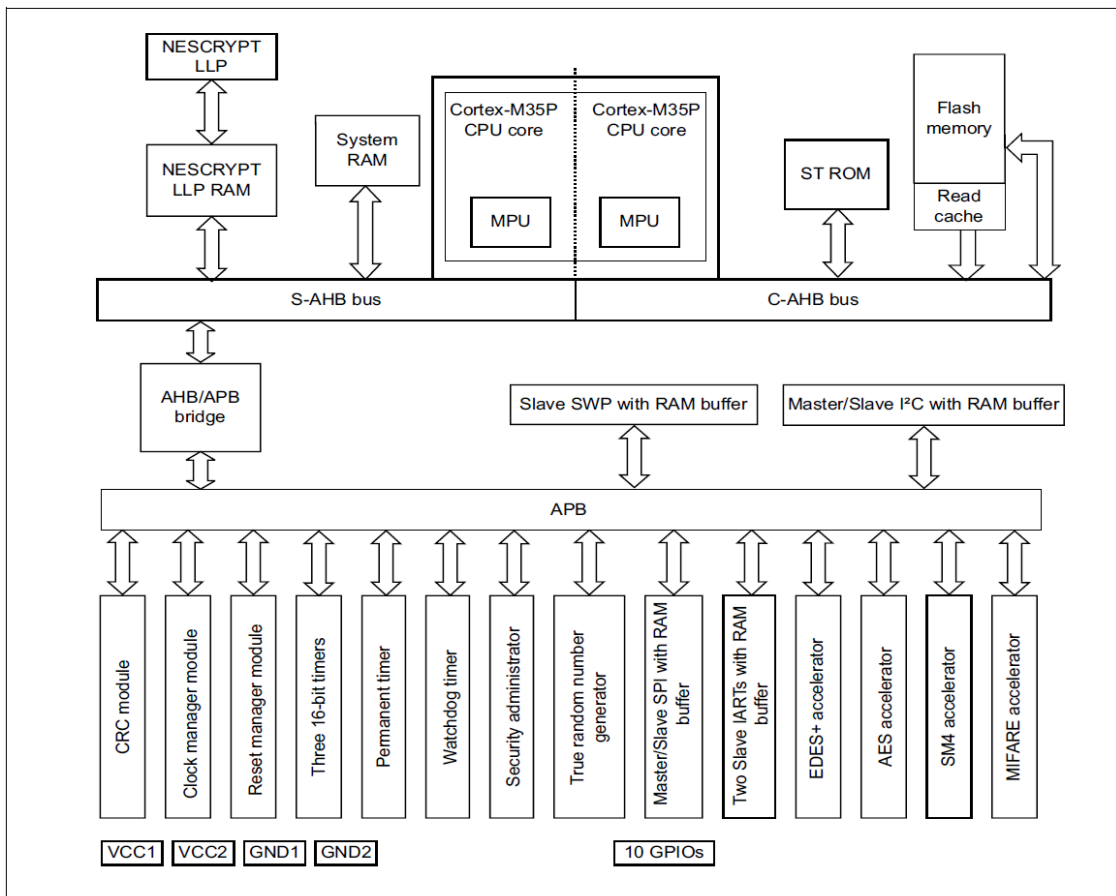 NESCRYPT
LLP
NESCRYPT
LLP RAM
System
RAM
Cortex-M35P
CPU core
MPU
Cortex-M35P
CPU core
MPU
ST ROM
Flash
memory
Read
cache
S-AHB bus
C-AHB bus
AHB/APB
bridge
Slave SWP with RAM buffer
Master/Slave I²C with RAM buffer
APB
CRC module
Clock manager module
Reset manager module
Three 16-bit timers
Permanent timer
Watchdog timer
Security administrator
True random number
generator
Master/Slave SPI with RAM
buffer
Two Slave IARTs with RAM
buffer
EDES+ accelerator
AES accelerator
SM4 accelerator
MIFARE accelerator
VCC1
VCC2
GND1
GND2
10 GPIOs